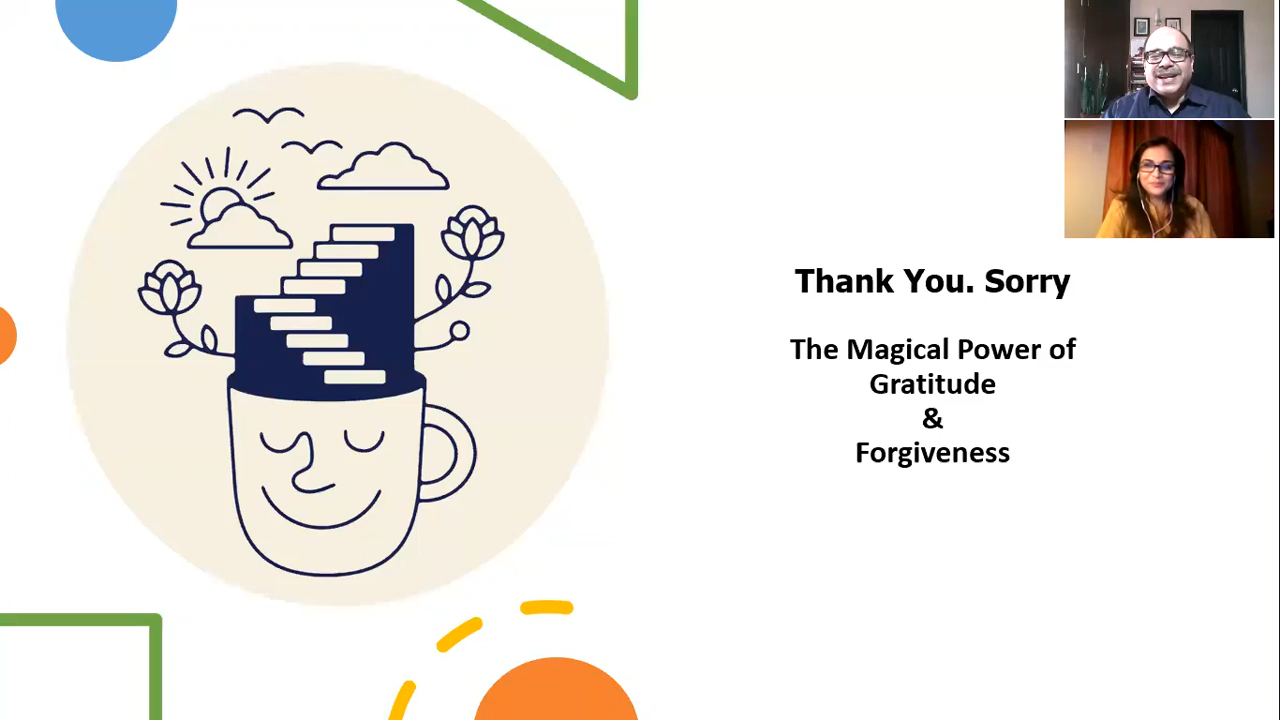 Thank You. Sorry
The Magical Power of
Gratitude
&
Forgiveness